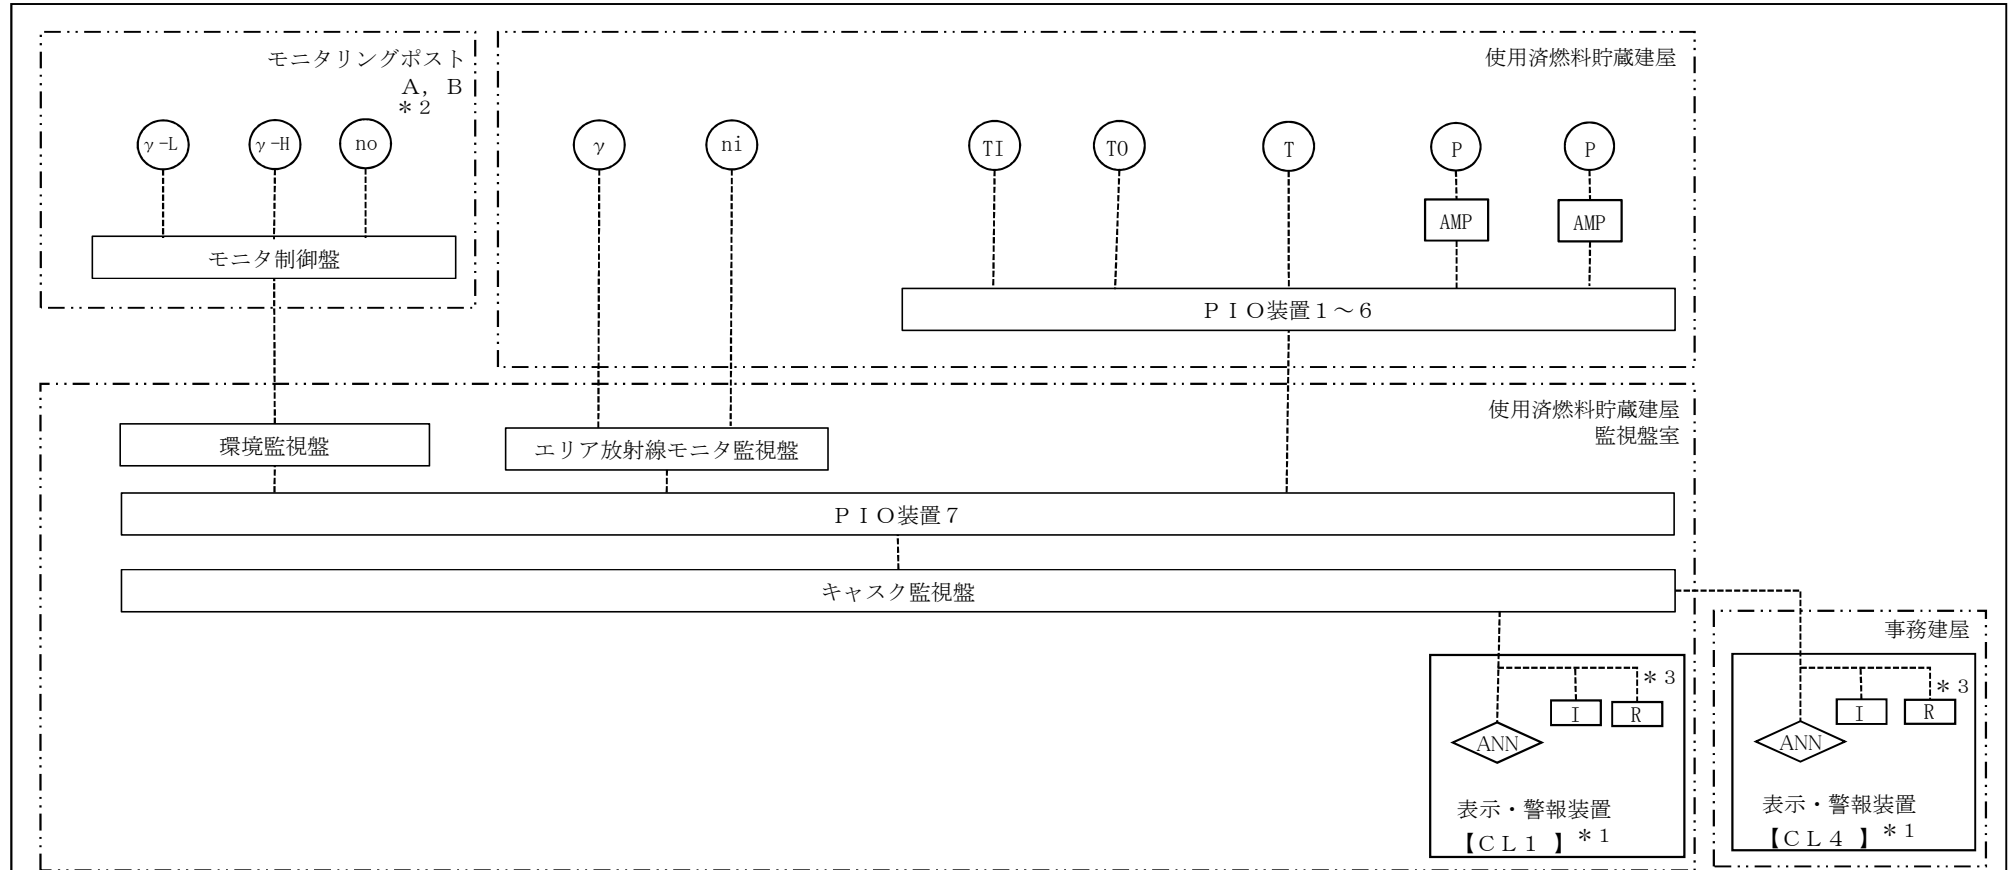 モニタリングポスト
A, B
*2
使用済燃料貯蔵建屋
γ-L
γ-H
no
γ
ni
TI
TO
T
P
P
AMP
AMP
モニタ制御盤
PIO装置1~6
使用済燃料貯蔵建屋
監視盤室
環境監視盤
エリア放射線モニタ監視盤
PIO装置7
キャスク監視盤
事務建屋
*3
I
R
ANN
表示・警報装置
【CL1 】*1
*3
I
R
ANN
表示・警報装置
【CL4 】*1